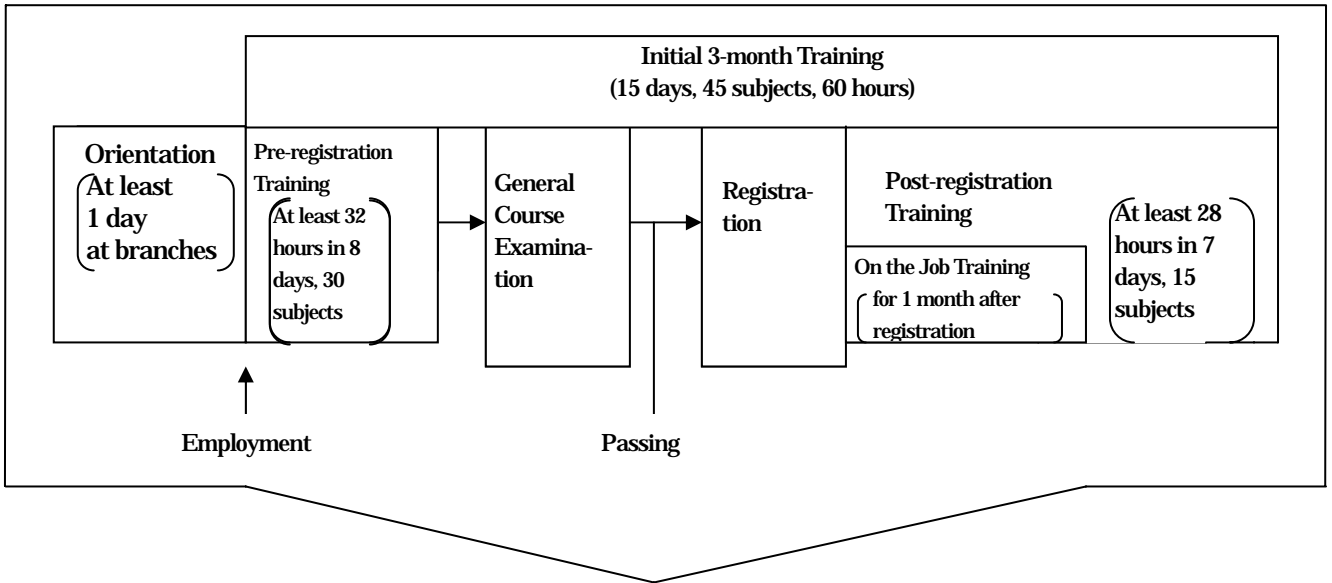 Initial 3-month Training
(15 days, 45 subjects, 60 hours)
Orientation
At least
1 day
at branches
Pre-registration
Training
At least 32
hours in 8
days, 30
subjects
General
Course
Examina-
tion
Registra-
tion
Post-registration
Training
On the Job Training
for 1 month after
registration
At least 28
hours in 7
days, 15
subjects
Employment
Passing